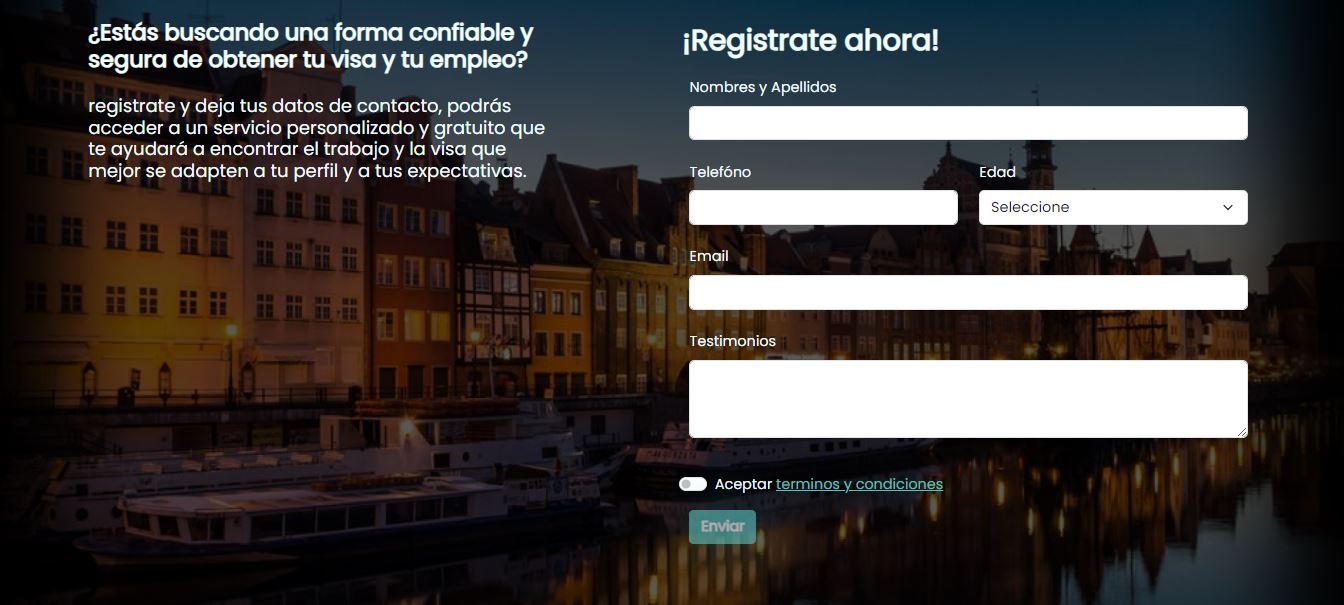 ¿Estás buscando una forma confiable y
segura de obtener tu visa y tu empleo?
registrate y deja tus datos de contacto, podrás
acceder a un servicio personalizado y gratuito que
te ayudará a encontrar el trabajo y la visa que
mejor se adapten a tu perfil y a tus expectativas.
¡Registrate ahora!
Nombres y Apellidos
Telefóno
Edad
Seleccione
Email
Testimonios
Aceptar terminos y condiciones
Enviar